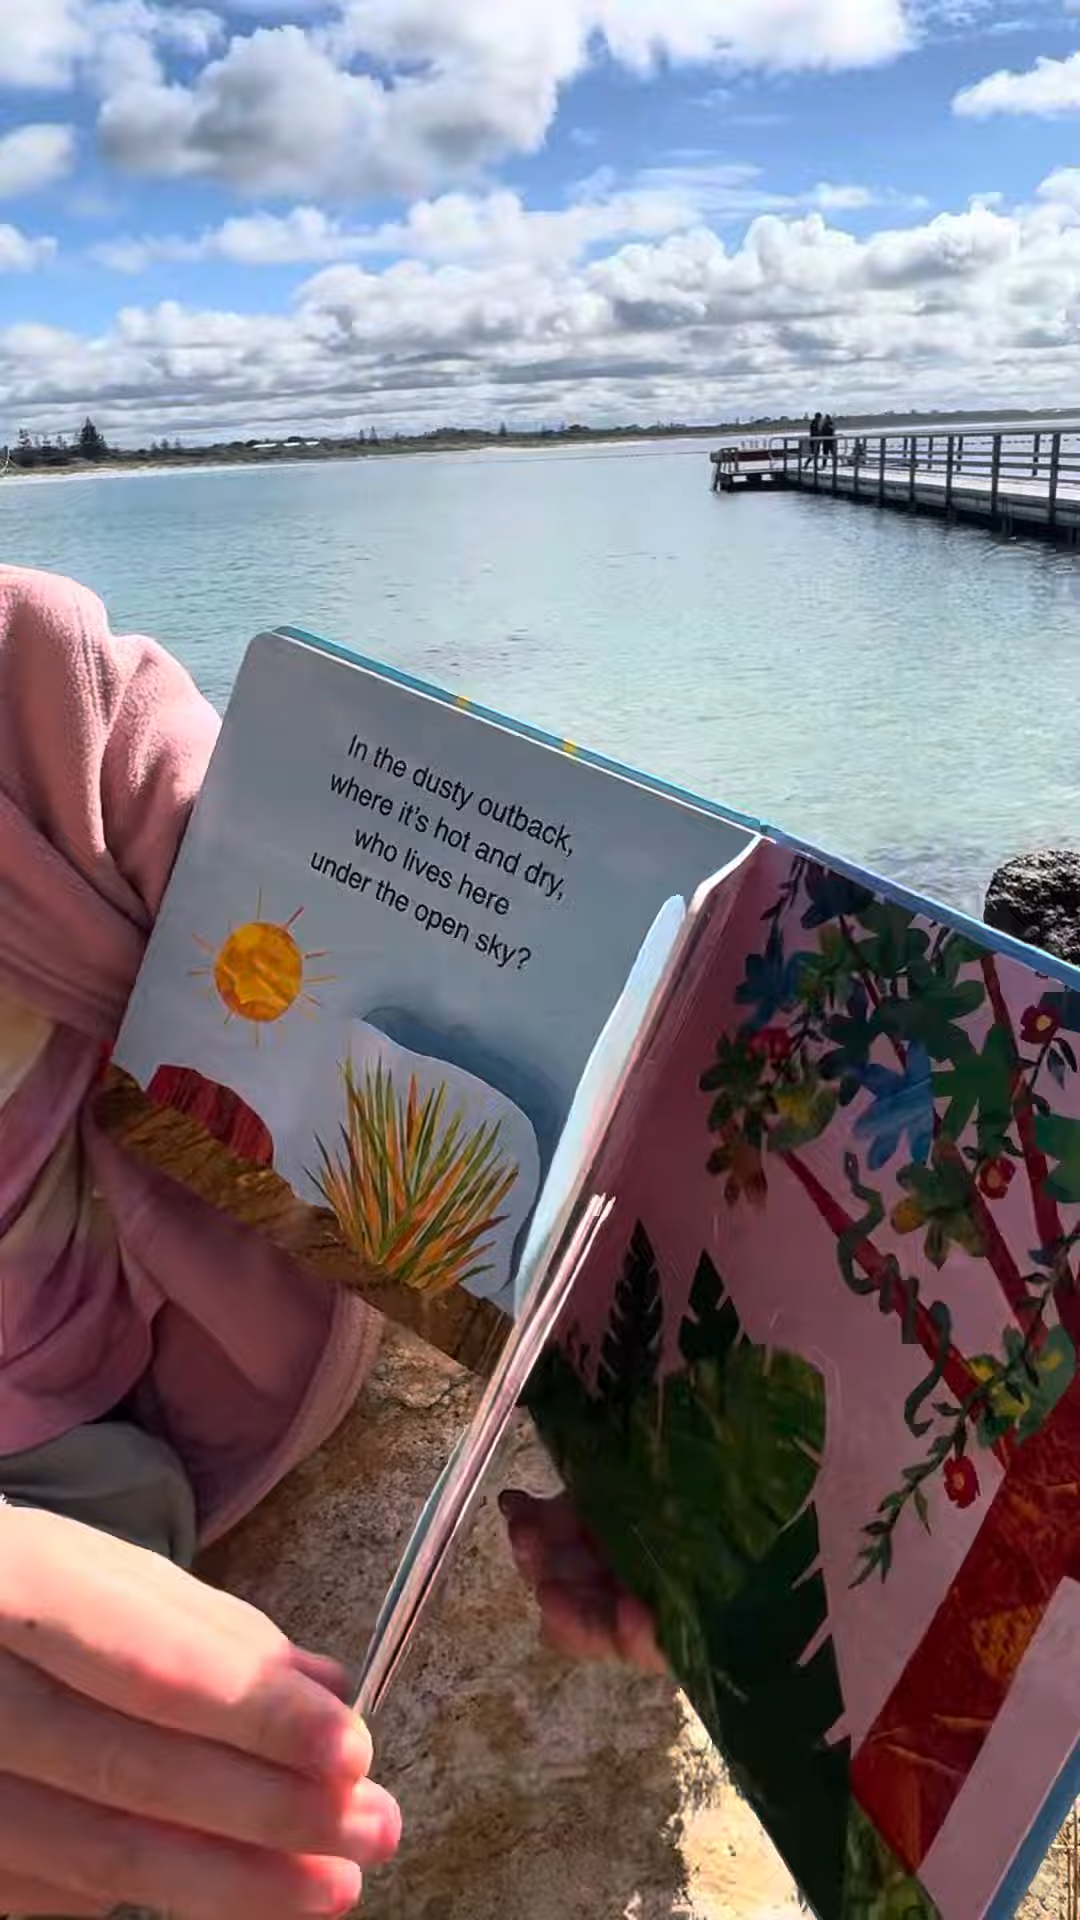 In the dusty outback,
where it's hot and dry,
who lives here
under the open sky?